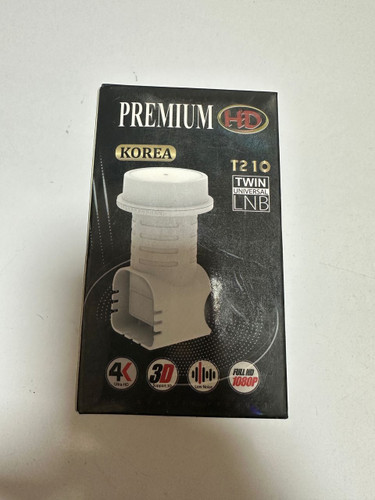 PREMIUM HD
KOREA
T210
TWIN
UNIVERSAL
LNB
4K
3D
FULL HD
1080P